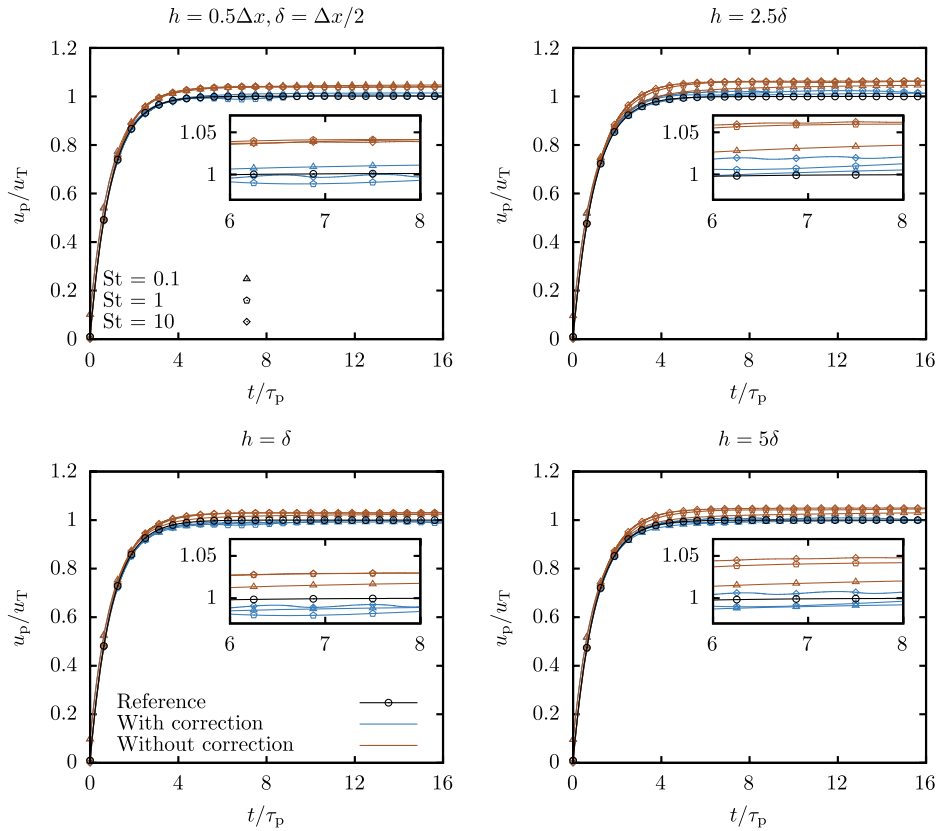 h = 0.5Δx, δ = Δx/2
1.2
1
0.8
0.6
0.4
0.2
0
u_p/u_T
1.05
1
6 7 8
St = 0.1
St = 1
St = 10
0 4 8 12 16
t/τ_p
h = 2.5δ
1.2
1
0.8
0.6
0.4
0.2
0
u_p/u_T
1.05
1
6 7 8
0 4 8 12 16
t/τ_p
h = δ
1.2
1
0.8
0.6
0.4
0.2
0
u_p/u_T
1.05
1
6 7 8
Reference
With correction
Without correction
0 4 8 12 16
t/τ_p
h = 5δ
1.2
1
0.8
0.6
0.4
0.2
0
u_p/u_T
1.05
1
6 7 8
0 4 8 12 16
t/τ_p